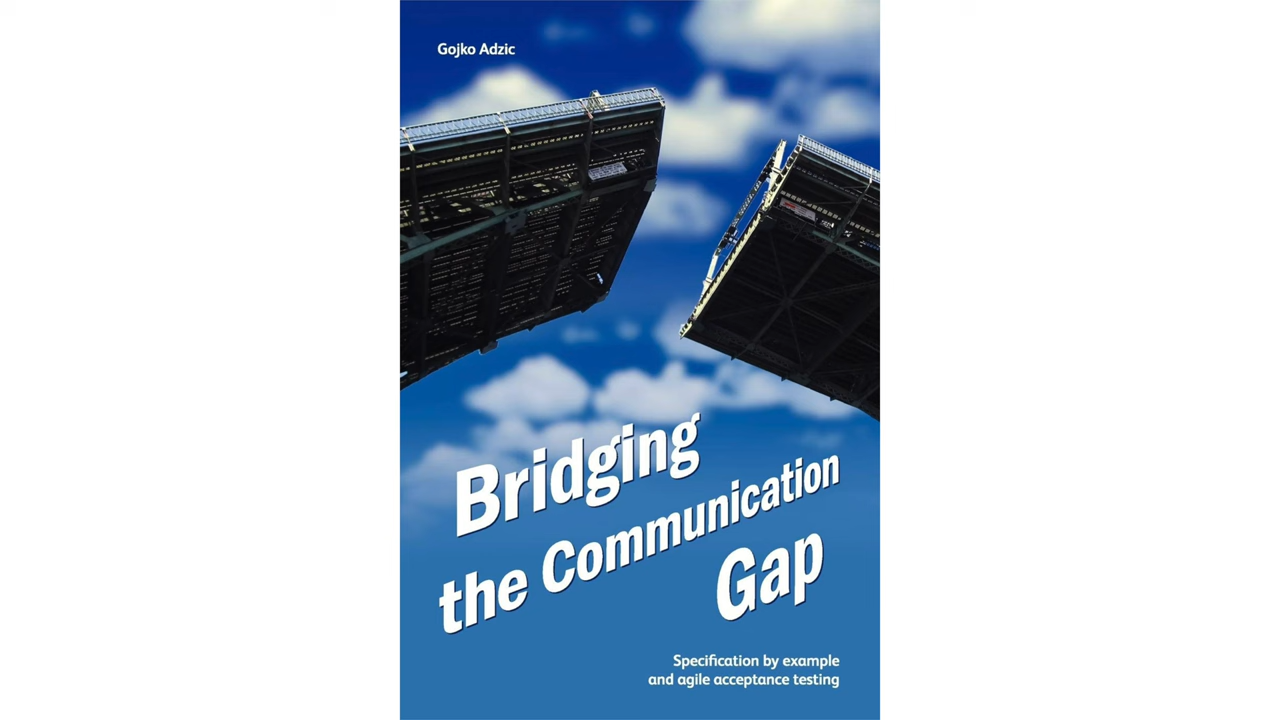 Gojko Adzic
Bridging
the Communication
Gap
Specification by example
and agile acceptance testing